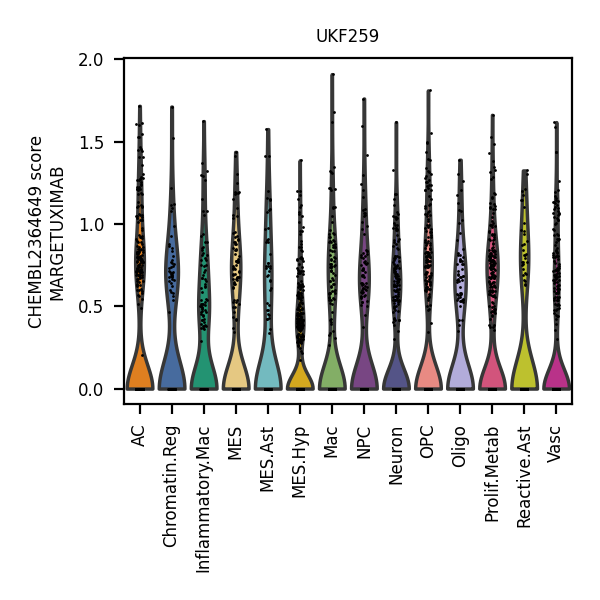 UKF259
CHEMBL2364649 score
MARGETUXIMAB
2.0
1.5
1.0
0.5
0.0
AC
Chromatin.Reg
Inflammatory.Mac
MES
MES.Ast
MES.Hyp
Mac
NPC
Neuron
OPC
Oligo
Prolif.Metab
Reactive.Ast
Vasc